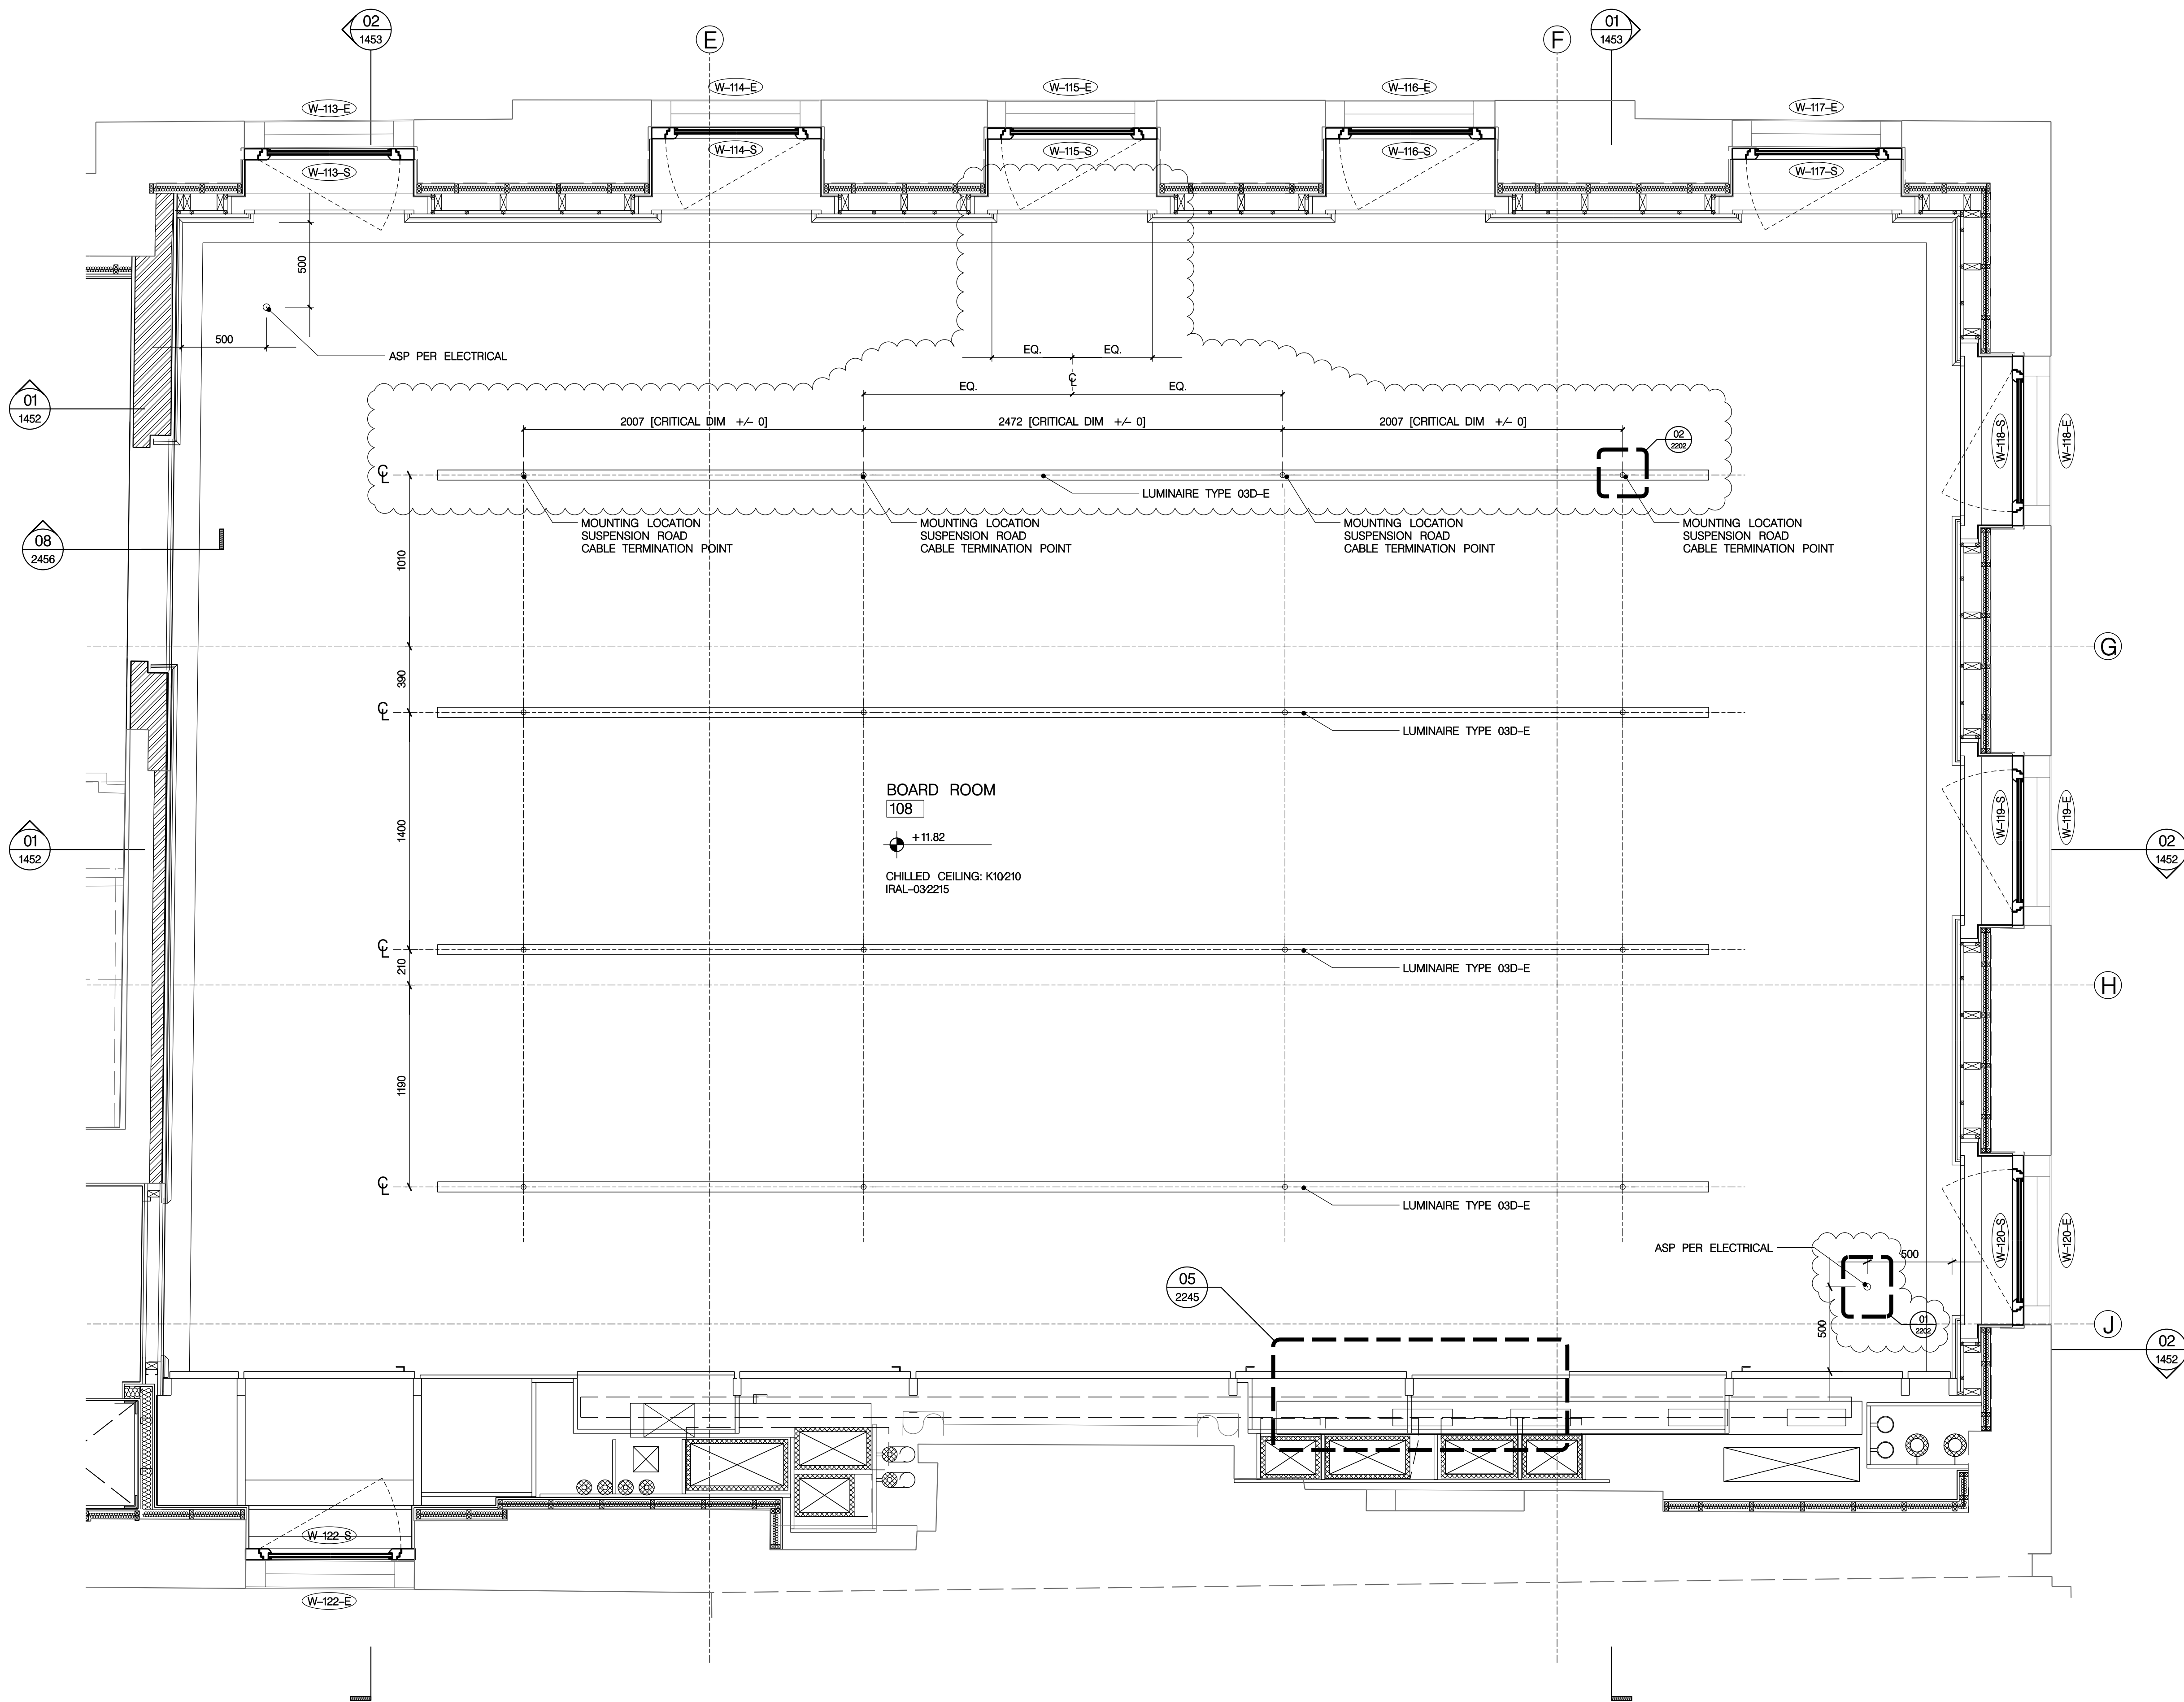 02
1453
E
F
01
1453
W-113-E
W-114-E
W-115-E
W-116-E
W-117-E
W-113-S
W-114-S
W-115-S
W-116-S
W-117-S
500
500
ASP PER ELECTRICAL
EQ.
EQ.
℄
EQ.
EQ.
01
1452
2007 [CRITICAL DIM +/- 0]
2472 [CRITICAL DIM +/- 0]
2007 [CRITICAL DIM +/- 0]
02
2202
W-118-S
W-118-E
℄
LUMINAIRE TYPE 03D-E
MOUNTING LOCATION
SUSPENSION ROAD
CABLE TERMINATION POINT
MOUNTING LOCATION
SUSPENSION ROAD
CABLE TERMINATION POINT
MOUNTING LOCATION
SUSPENSION ROAD
CABLE TERMINATION POINT
MOUNTING LOCATION
SUSPENSION ROAD
CABLE TERMINATION POINT
08
2456
1010
G
390
℄
LUMINAIRE TYPE 03D-E
BOARD ROOM
108
+11.82
CHILLED CEILING: K10/210
IRAL-03/2215
1400
01
1452
W-119-S
W-119-E
02
1452
℄
LUMINAIRE TYPE 03D-E
210
H
1190
℄
LUMINAIRE TYPE 03D-E
W-120-S
W-120-E
ASP PER ELECTRICAL
500
05
2245
500
01
2202
J
02
1452
W-122-S
W-122-E